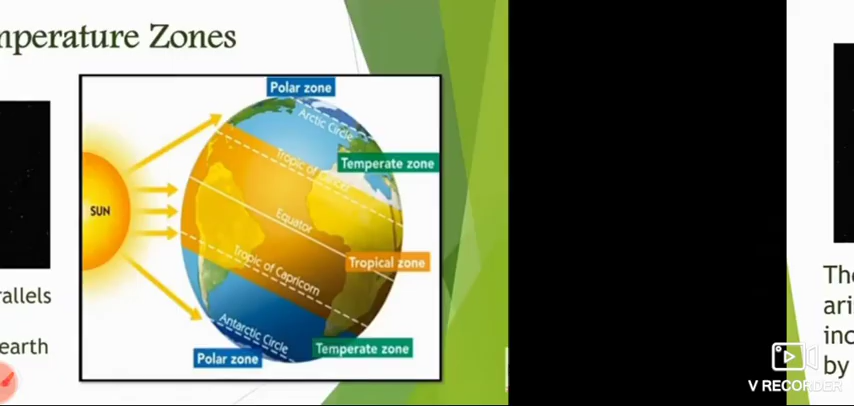 mperature Zones
Polar zone
Arctic Circle
Temperate zone
Tropic of Cancer
SUN
Equator
Tropical zone
Tropic of Capricorn
Antarctic Circle
Temperate zone
Polar zone
rallels
earth
The
ari
inc
by
V RECORDER